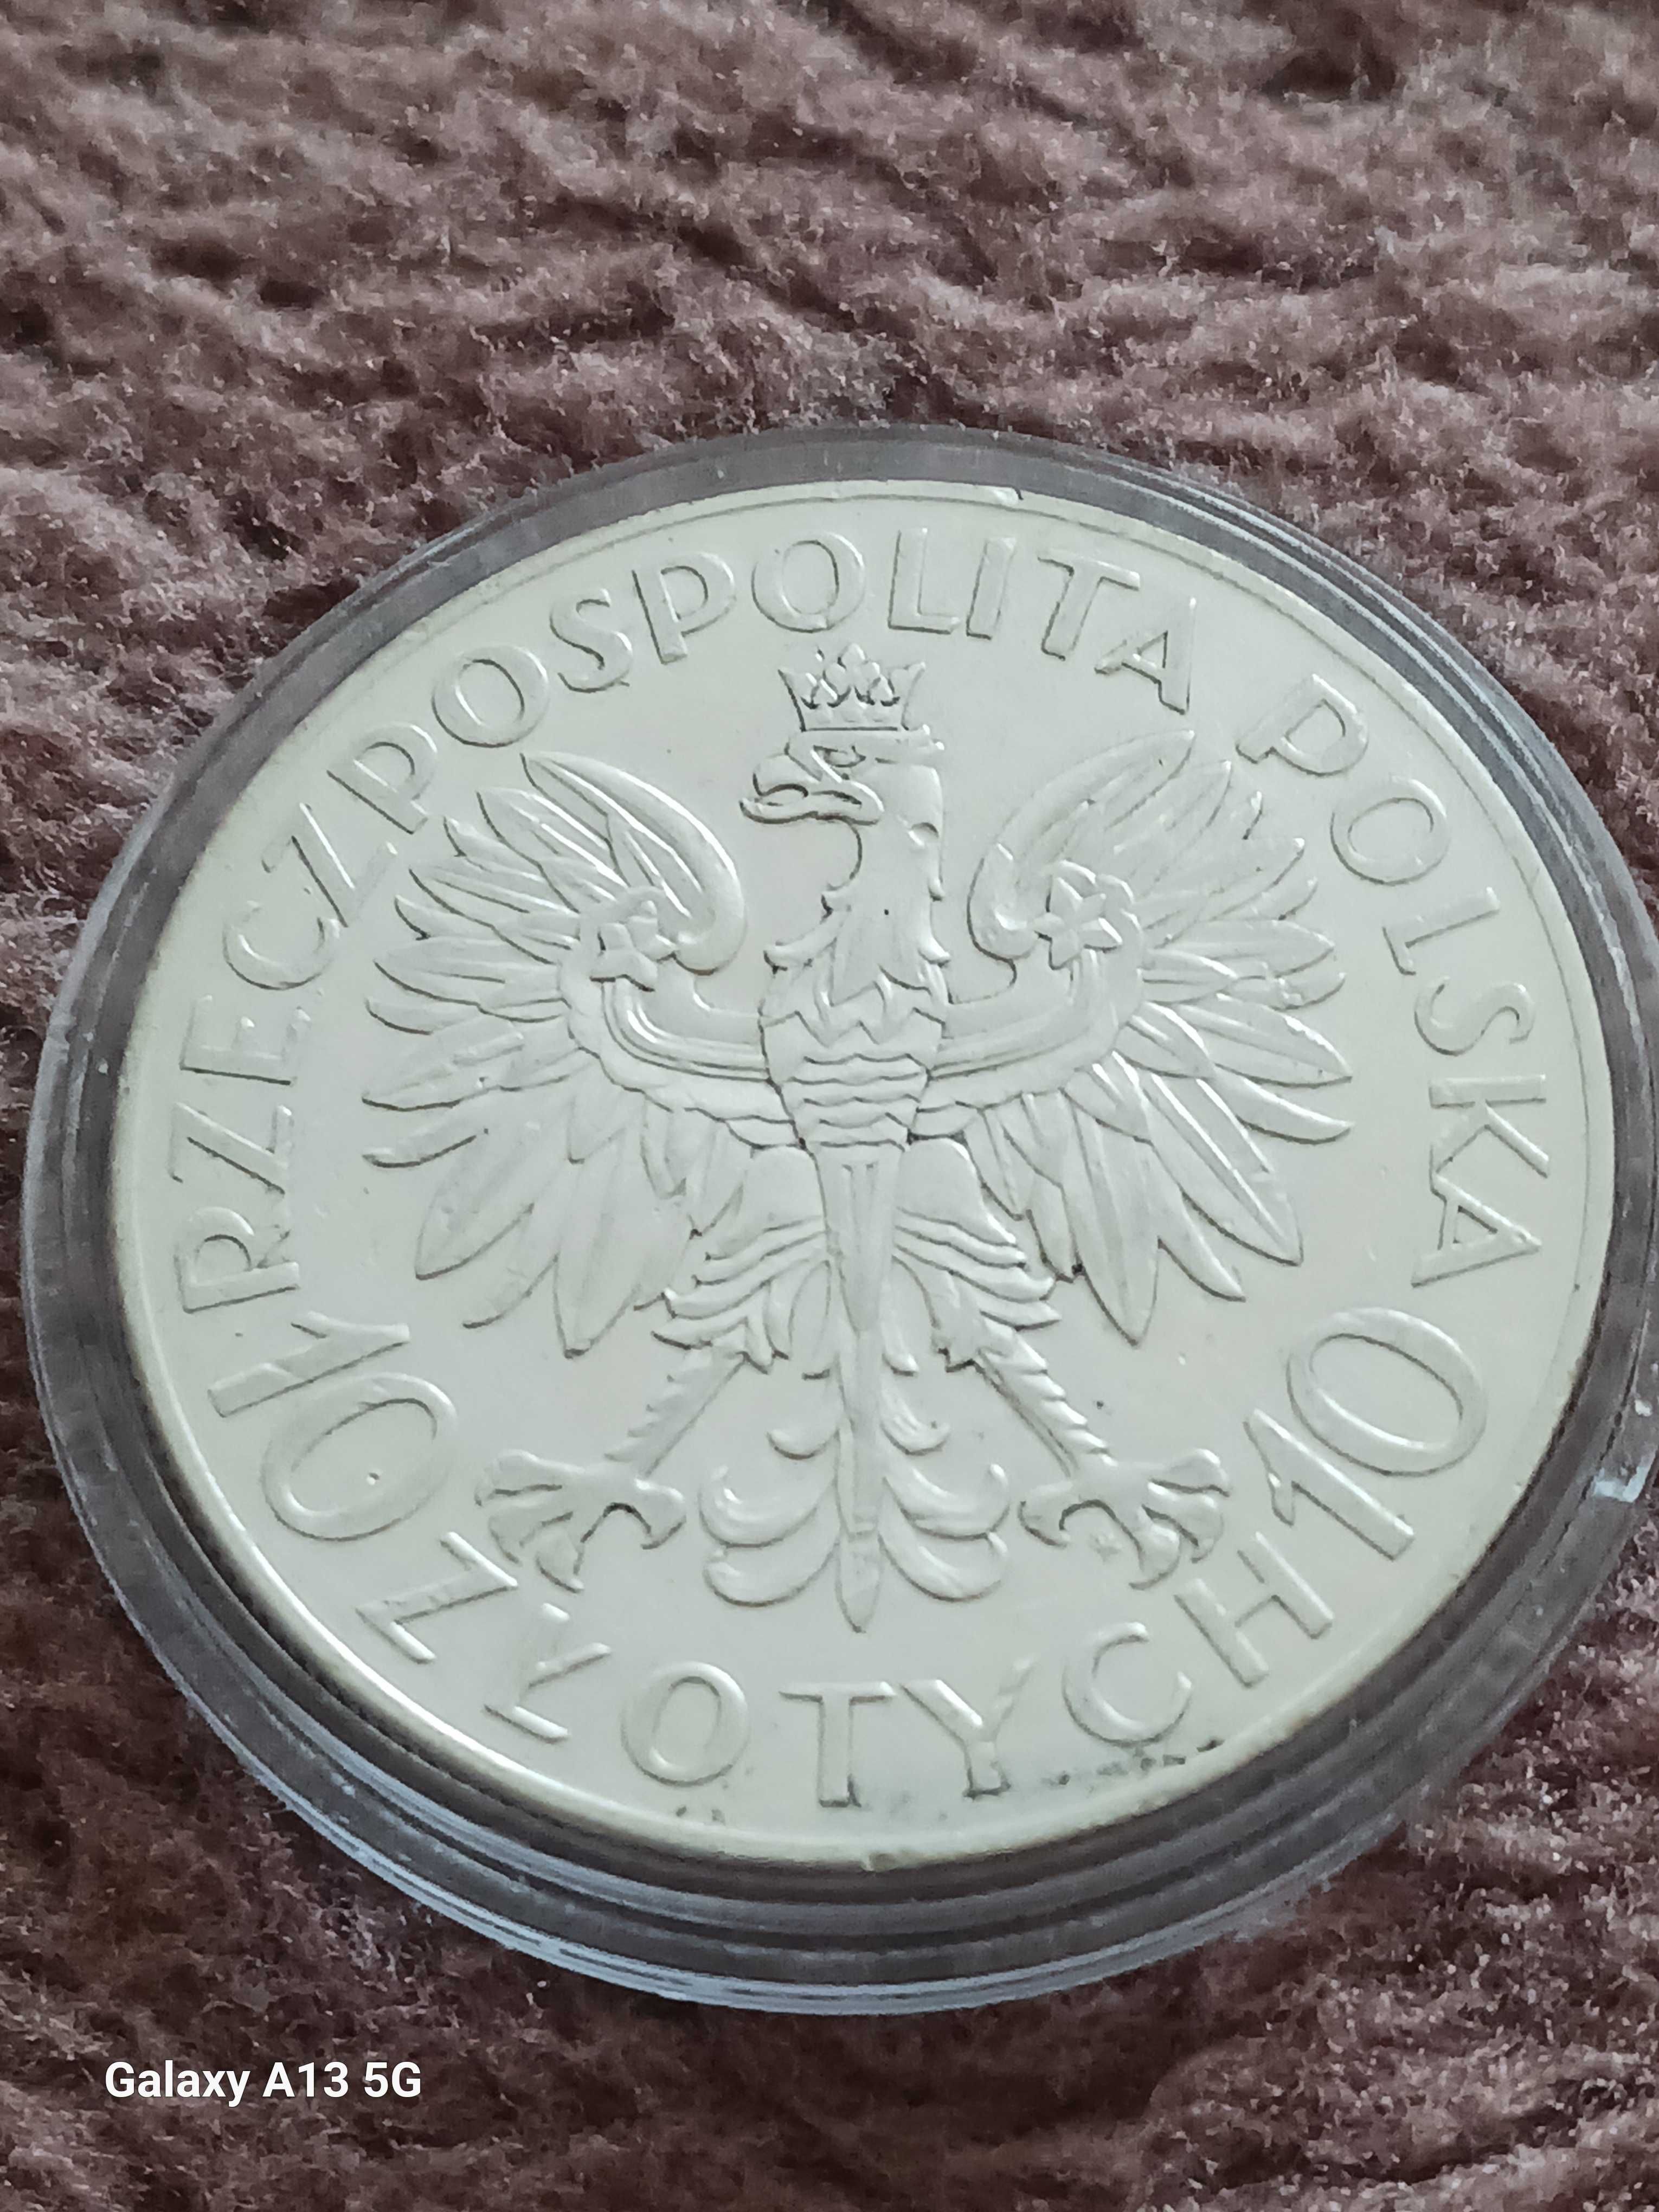 RZECZPOSPOLITA POLSKA
10 ZŁOTYCH 10
Galaxy A13 5G